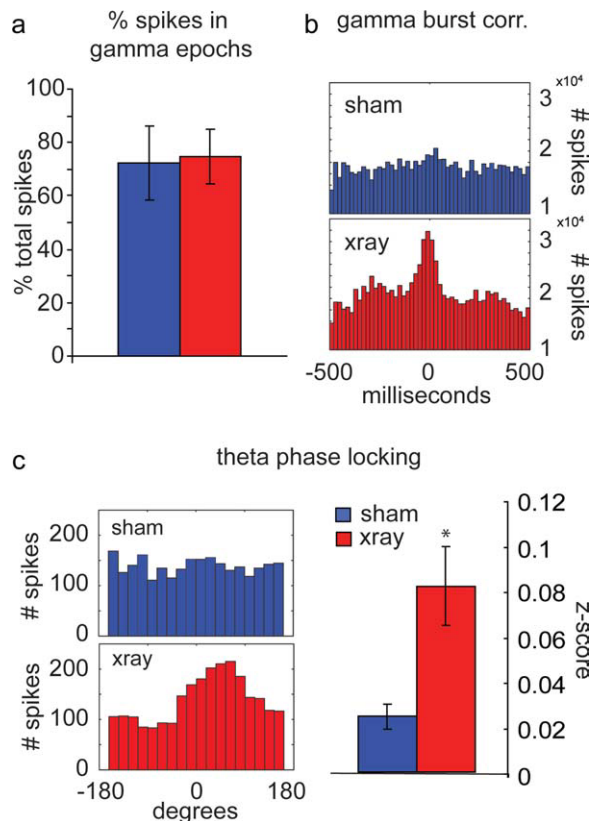 a
% spikes in
gamma epochs
100
80
60
40
20
0
% total spikes
b
gamma burst corr.
sham
x10⁴
3
2
1
# spikes
xray
x10⁴
3
2
1
# spikes
-500
0
500
milliseconds
c
theta phase locking
sham
200
100
0
# spikes
xray
200
100
0
# spikes
-180
0
180
degrees
sham
xray
*
0.12
0.1
0.08
0.06
0.04
0.02
0
z-score